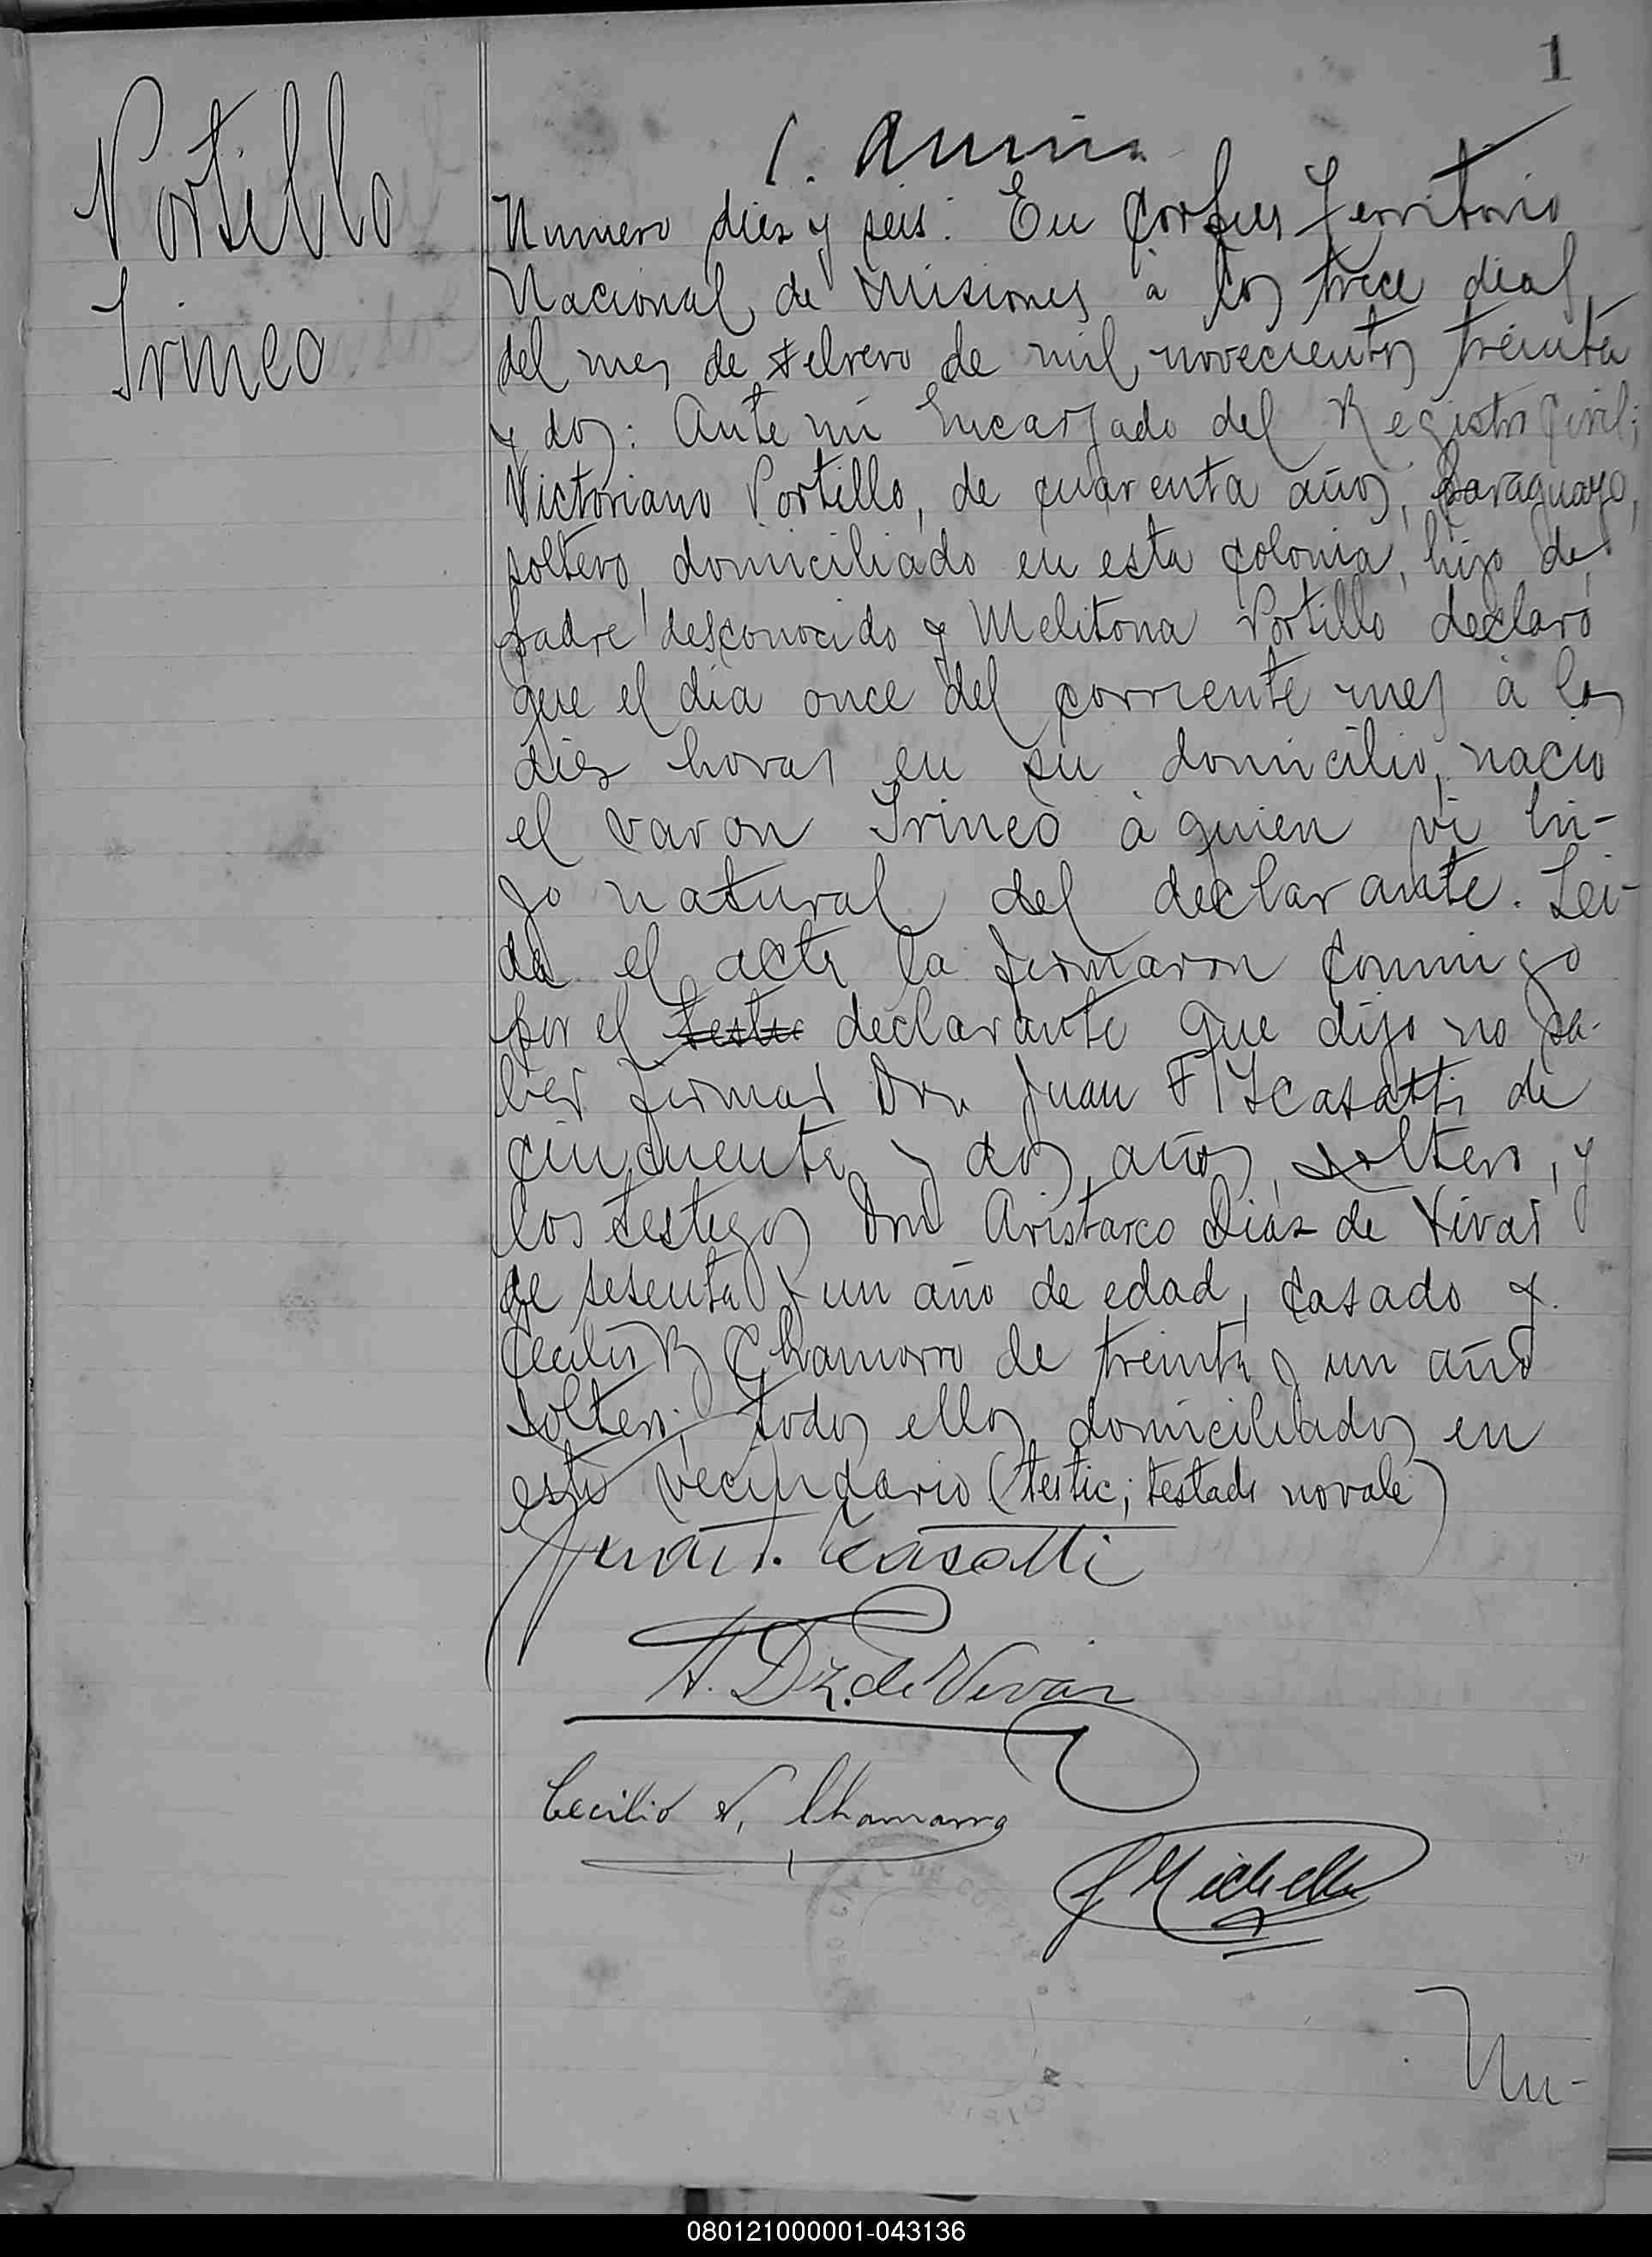 1
Portillo
Irineo
Numero diez y seis: En Corpus Territorio
Nacional de Misiones à los trece dias
del mes de Febrero de mil novecientos treinta
y dos: Ante mi Encargado del Registro Civil;
Victoriano Portillo, de cuarenta años, paraguayo,
soltero, domiciliado en esta colonia, hijo de
padre desconocido y Melitona Portillo declaró
que el dia once del corriente mes à las
diez horas en su domicilio, nacio
el varon Irineo à quien vi hi-
jo natural del declarante. Lei-
da el acta la firmaron conmigo
por el testic declarante que dijo no sa-
ber firmar Don Juan F Casatti de
cincuenta y dos años, soltero, y
los testigos Don Aristarco Diaz de Vivar
de sesenta y un año de edad, casado y
Cecilio Chamorro de treinta y un año
soltero; todos ellos domiciliados en
este vecindario (testic; testado no vale)
Juan F. Casatti
A. Dz. de Vivar
Cecilio Chamorro
Nu-
080121000001-043136